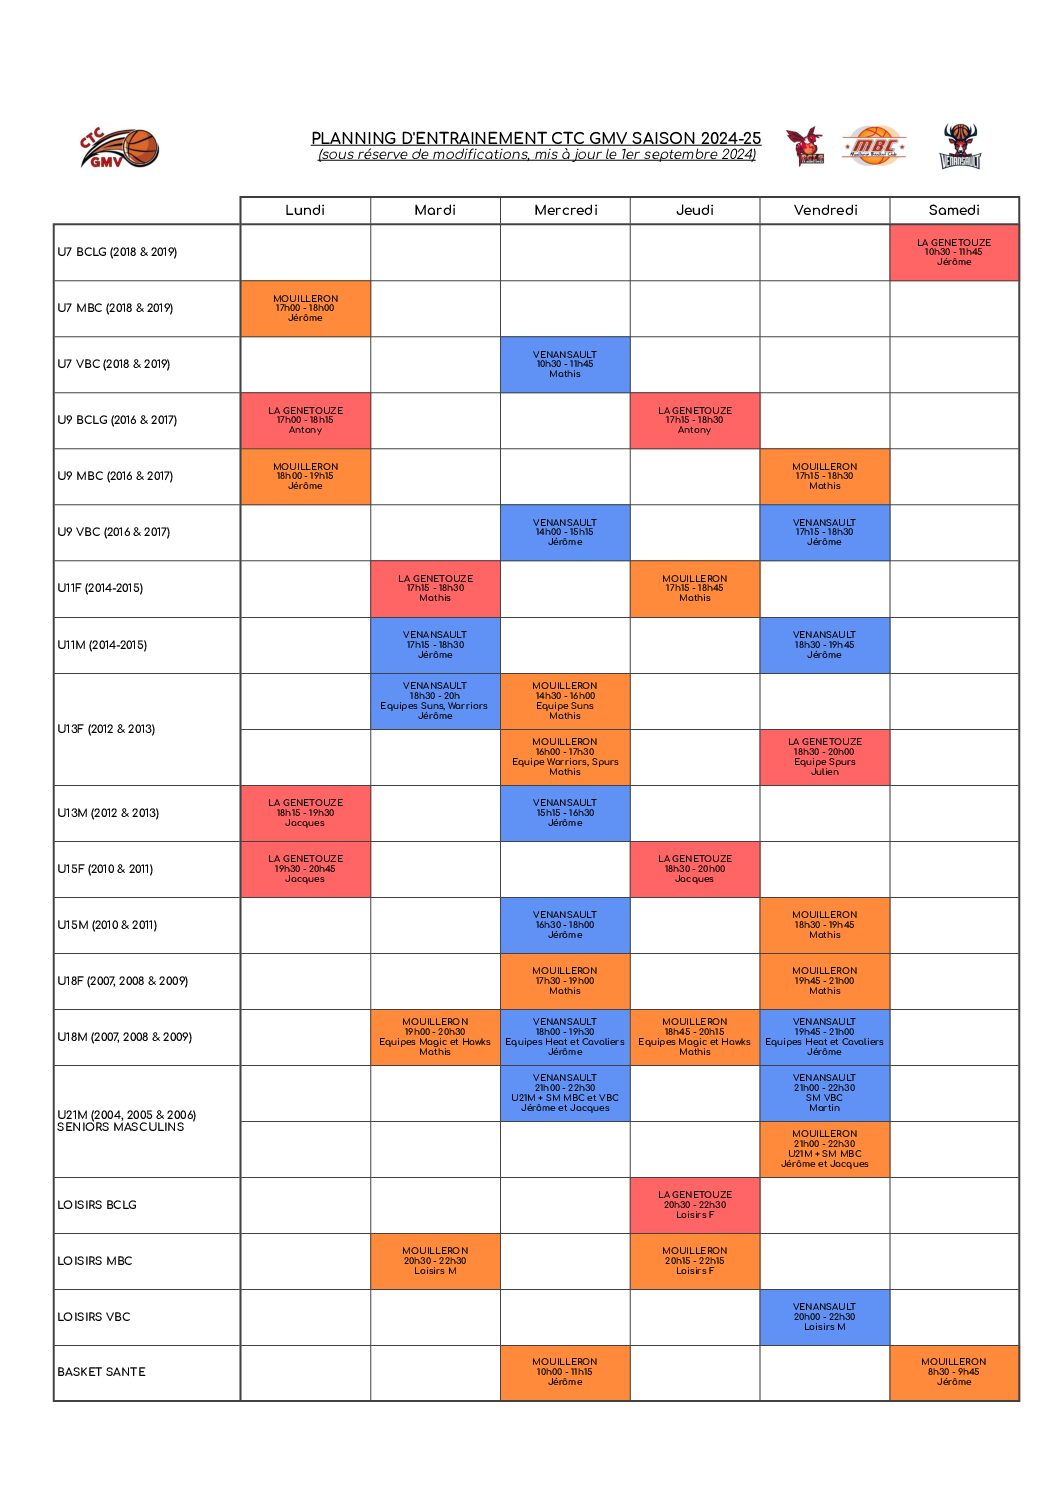 CTC
GMV
PLANNING D'ENTRAINEMENT CTC GMV SAISON 2024-25
(sous réserve de modifications, mis à jour le 1er septembre 2024)
MBC
VENANSAULT
Lundi Mardi Mercredi Jeudi Vendredi Samedi
U7 BCLG (2018 & 2019)
LA GENETOUZE
10h30 - 11h45
Jérôme
U7 MBC (2018 & 2019)
MOUILLERON
17h00 - 18h00
Jérôme
U7 VBC (2018 & 2019)
VENANSAULT
10h30 - 11h45
Mathis
U9 BCLG (2016 & 2017)
LA GENETOUZE
17h00 - 18h15
Antony
LA GENETOUZE
17h15 - 18h30
Antony
U9 MBC (2016 & 2017)
MOUILLERON
18h00 - 19h15
Jérôme
MOUILLERON
17h15 - 18h30
Mathis
U9 VBC (2016 & 2017)
VENANSAULT
14h00 - 15h15
Jérôme
VENANSAULT
17h15 - 18h30
Jérôme
U11F (2014-2015)
LA GENETOUZE
17h15 - 18h30
Mathis
MOUILLERON
17h15 - 18h45
Mathis
U11M (2014-2015)
VENANSAULT
17h15 - 18h30
Jérôme
VENANSAULT
18h30 - 19h45
Jérôme
U13F (2012 & 2013)
VENANSAULT
18h30 - 20h
Equipes Suns, Warriors
Jérôme
MOUILLERON
14h30 - 16h00
Equipe Suns
Mathis
MOUILLERON
16h00 - 17h30
Equipe Warriors, Spurs
Mathis
LA GENETOUZE
18h30 - 20h00
Equipe Spurs
Julien
U13M (2012 & 2013)
LA GENETOUZE
18h15 - 19h30
Jacques
VENANSAULT
15h15 - 16h30
Jérôme
U15F (2010 & 2011)
LA GENETOUZE
19h30 - 20h45
Jacques
LA GENETOUZE
18h30 - 20h00
Jacques
U15M (2010 & 2011)
VENANSAULT
16h30 - 18h00
Jérôme
MOUILLERON
18h30 - 19h45
Mathis
U18F (2007, 2008 & 2009)
MOUILLERON
17h30 - 19h00
Mathis
MOUILLERON
19h45 - 21h00
Mathis
U18M (2007, 2008 & 2009)
MOUILLERON
19h00 - 20h30
Equipes Magic et Hawks
Mathis
VENANSAULT
18h00 - 19h30
Equipes Heat et Cavaliers
Jérôme
MOUILLERON
18h45 - 20h15
Equipes Magic et Hawks
Mathis
VENANSAULT
19h45 - 21h00
Equipes Heat et Cavaliers
Jérôme
U21M (2004, 2005 & 2006)
SENIORS MASCULINS
VENANSAULT
21h00 - 22h30
U21M + SM MBC et VBC
Jérôme et Jacques
VENANSAULT
21h00 - 22h30
SM VBC
Martin
MOUILLERON
21h00 - 22h30
U21M + SM MBC
Jérôme et Jacques
LOISIRS BCLG
LA GENETOUZE
20h30 - 22h30
Loisirs F
LOISIRS MBC
MOUILLERON
20h30 - 22h30
Loisirs M
MOUILLERON
20h15 - 22h15
Loisirs F
LOISIRS VBC
VENANSAULT
20h00 - 22h30
Loisirs M
BASKET SANTE
MOUILLERON
10h00 - 11h15
Jérôme
MOUILLERON
8h30 - 9h45
Jérôme